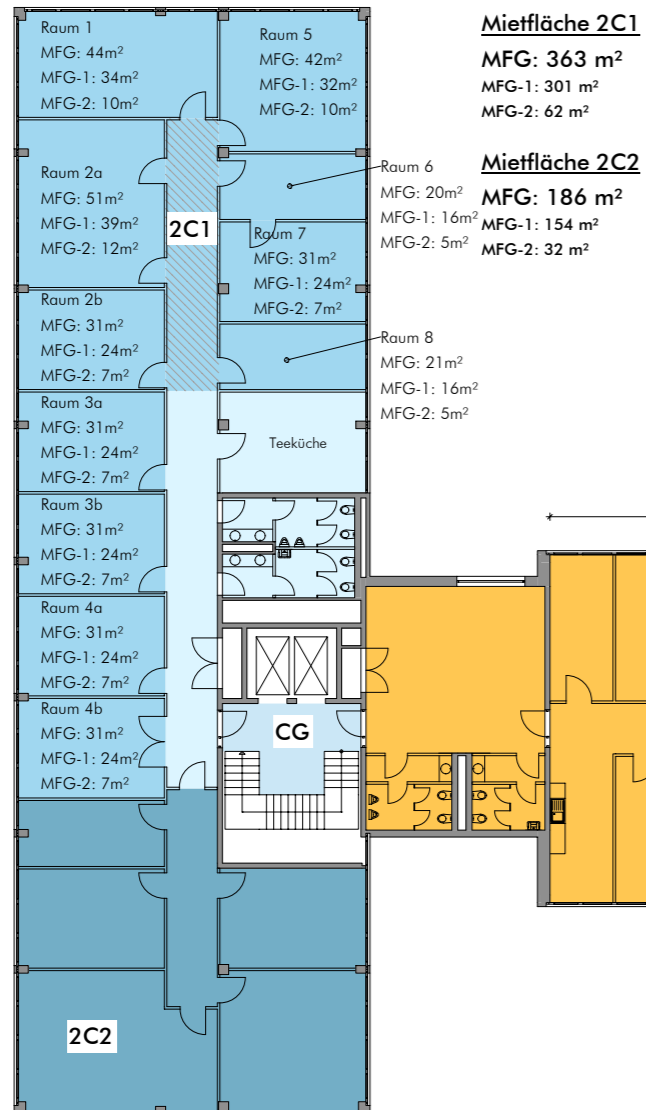 Raum 1
MFG: 44m²
MFG-1: 34m²
MFG-2: 10m²
Raum 5
MFG: 42m²
MFG-1: 32m²
MFG-2: 10m²
Mietfläche 2C1
MFG: 363 m²
MFG-1: 301 m²
MFG-2: 62 m²
Mietfläche 2C2
MFG: 186 m²
MFG-1: 154 m²
MFG-2: 32 m²
Raum 2a
MFG: 51m²
MFG-1: 39m²
MFG-2: 12m²
2C1
Raum 6
MFG: 20m²
MFG-1: 16m²
MFG-2: 5m²
Raum 7
MFG: 31m²
MFG-1: 24m²
MFG-2: 7m²
Raum 2b
MFG: 31m²
MFG-1: 24m²
MFG-2: 7m²
Raum 8
MFG: 21m²
MFG-1: 16m²
MFG-2: 5m²
Raum 3a
MFG: 31m²
MFG-1: 24m²
MFG-2: 7m²
Teeküche
Raum 3b
MFG: 31m²
MFG-1: 24m²
MFG-2: 7m²
Raum 4a
MFG: 31m²
MFG-1: 24m²
MFG-2: 7m²
Raum 4b
MFG: 31m²
MFG-1: 24m²
MFG-2: 7m²
CG
2C2